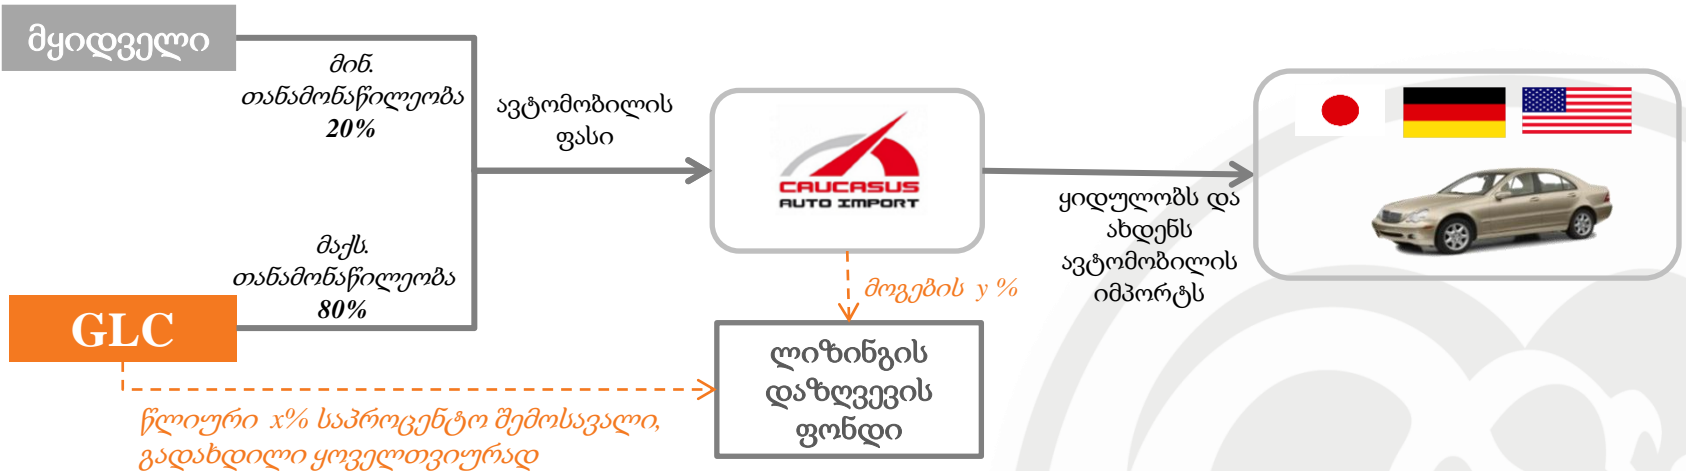 მყიდველი
მინ.
თანამონაწილეობა
20%
ავტომობილის
ფასი
CAUCASUS
AUTO IMPORT
ყიდულობს და
ახდენს
ავტომობილის
იმპორტს
მაქს.
თანამონაწილეობა
80%
GLC
მოგების y %
ლიზინგის
დაზღვევის
ფონდი
წლიური x% საპროცენტო შემოსავალი,
გადახდილი ყოველთვიურად